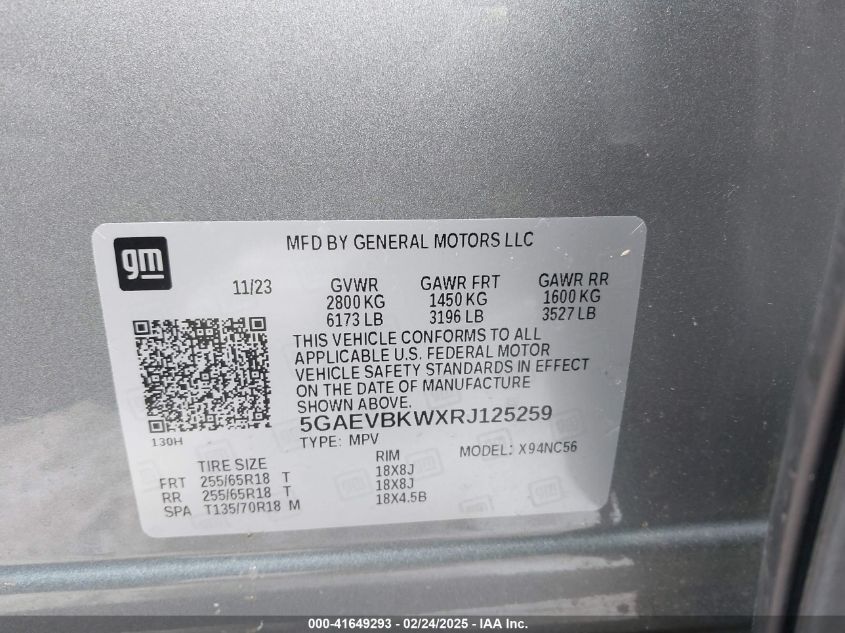 gm
MFD BY GENERAL MOTORS LLC
11/23 GVWR GAWR FRT GAWR RR
2800 KG 1450 KG 1600 KG
6173 LB 3196 LB 3527 LB
THIS VEHICLE CONFORMS TO ALL
APPLICABLE U.S. FEDERAL MOTOR
VEHICLE SAFETY STANDARDS IN EFFECT
ON THE DATE OF MANUFACTURE
SHOWN ABOVE.
5GAEVBKWXRJ125259
130H
TYPE: MPV MODEL: X94NC56
TIRE SIZE RIM
FRT 255/65R18 T 18X8J
RR 255/65R18 T 18X8J
SPA T135/70R18 M 18X4.5B
000-41649293 - 02/24/2025 - IAA Inc.